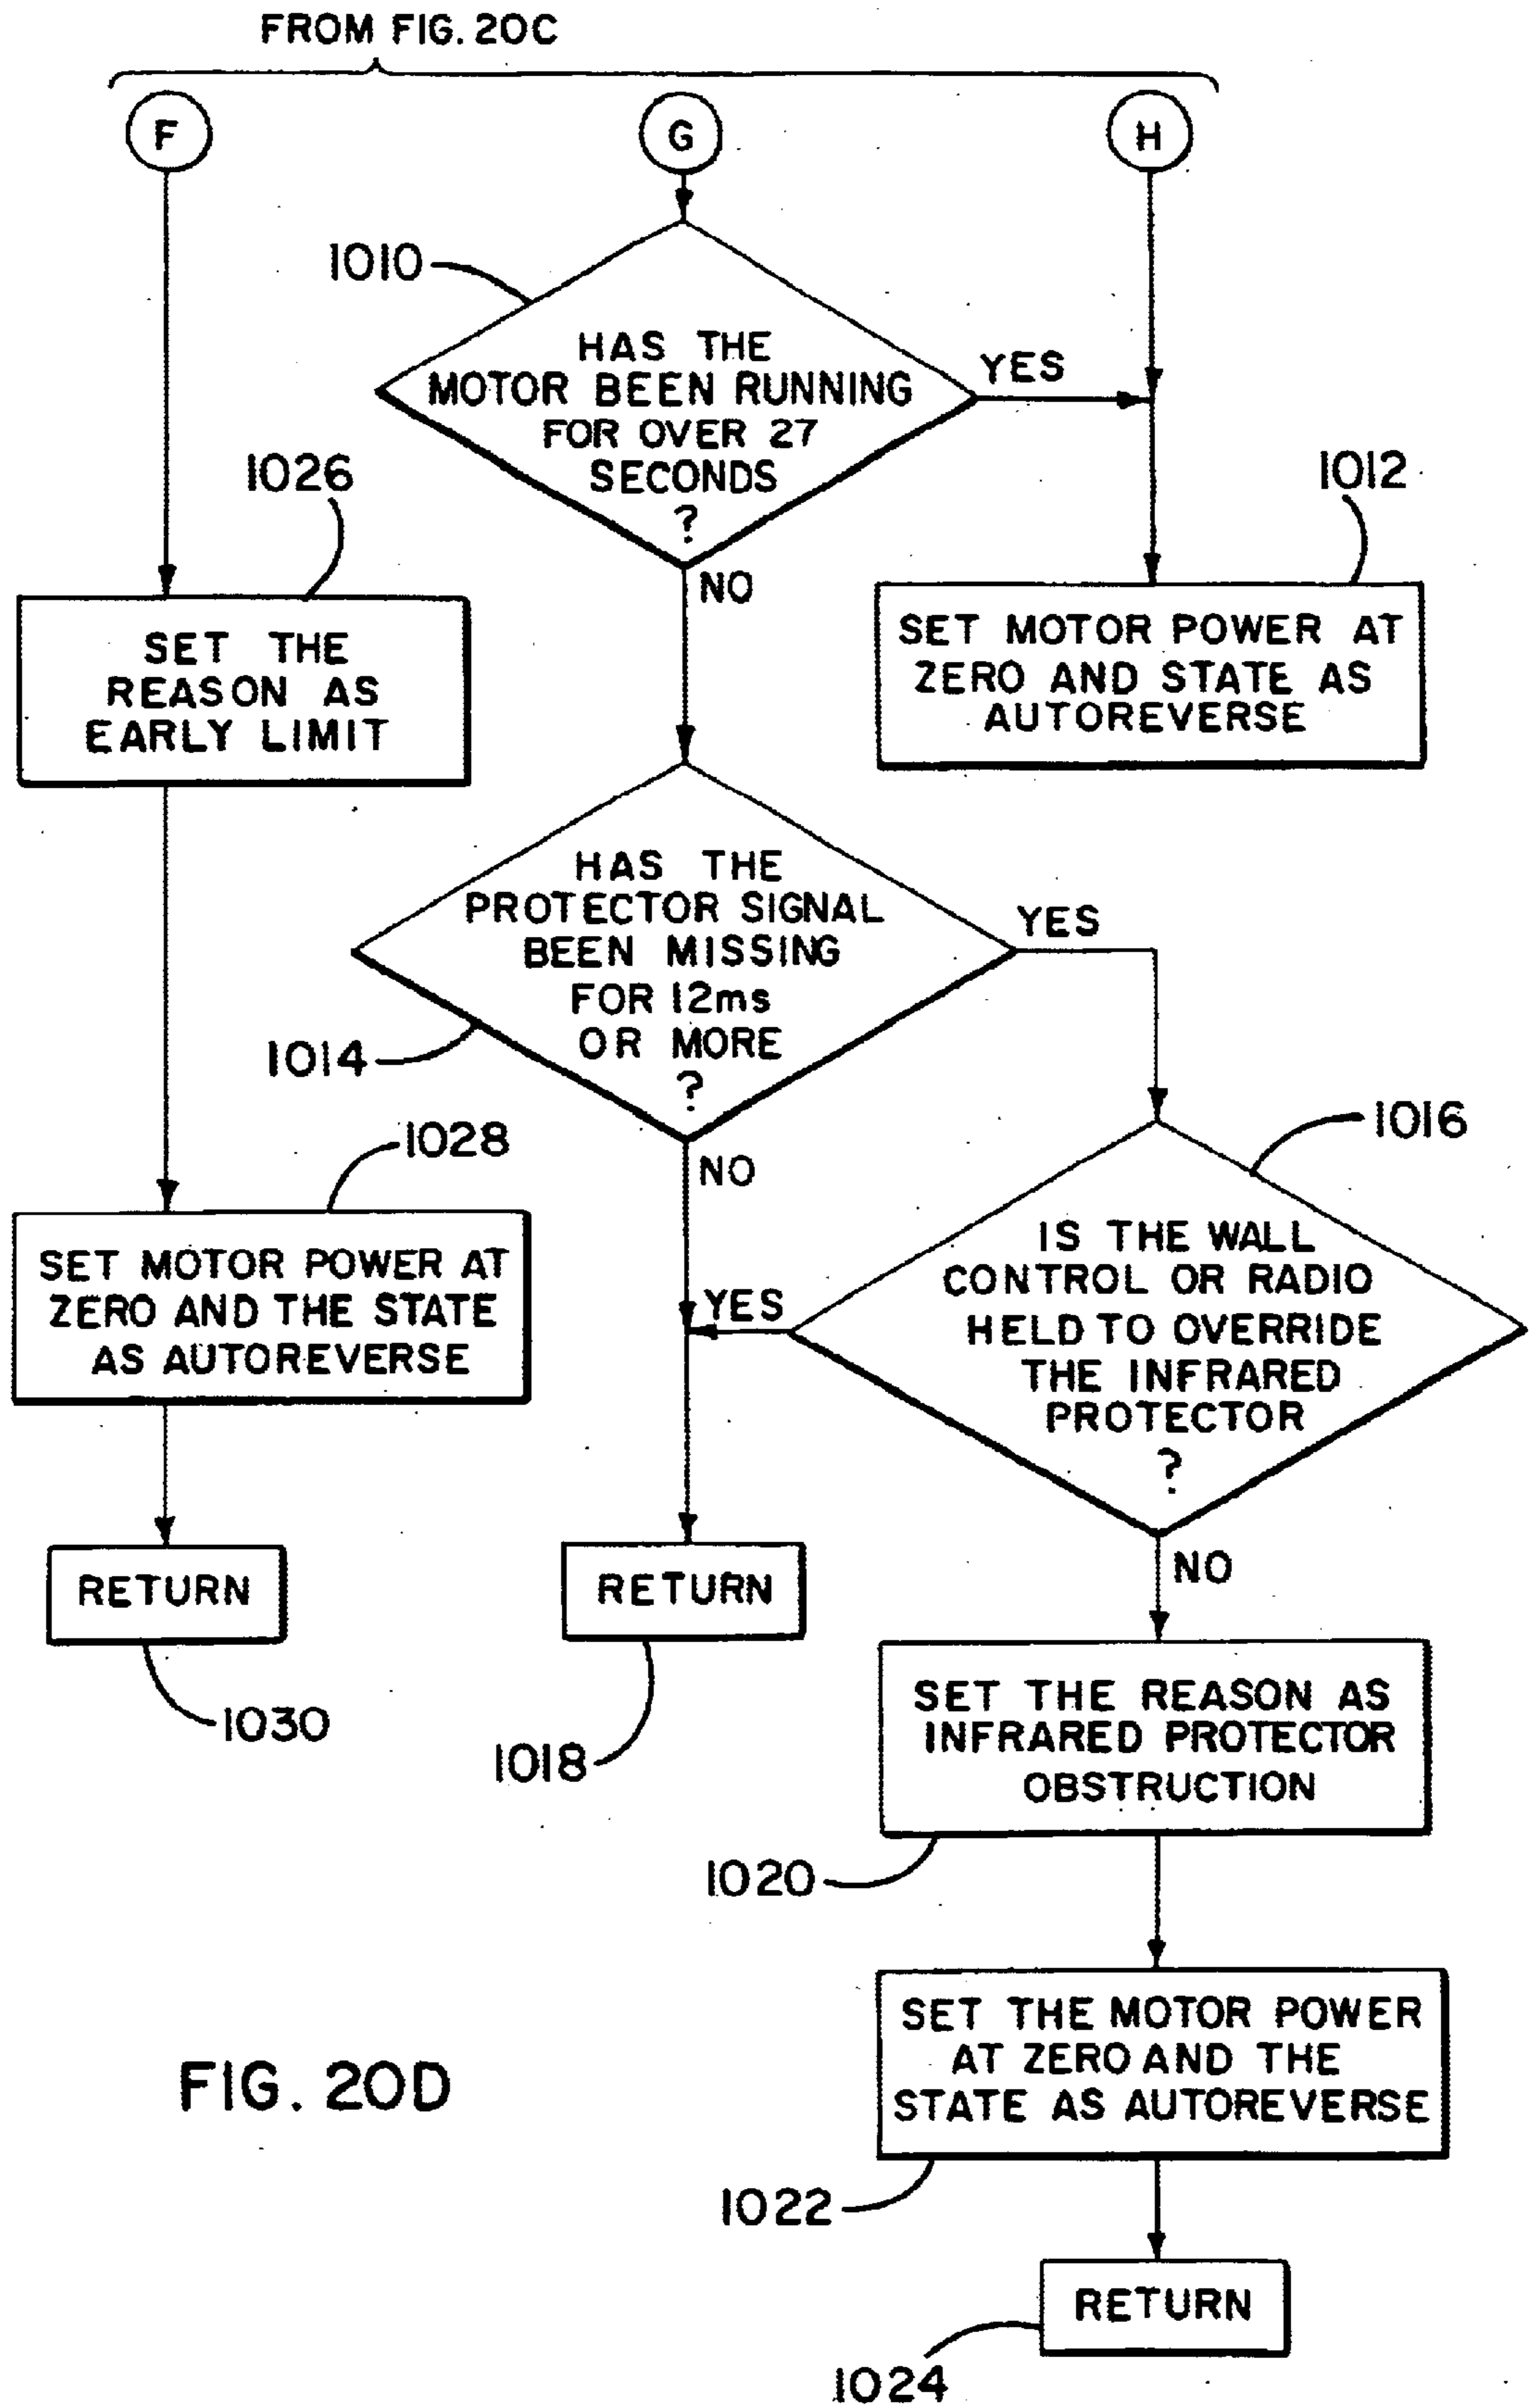 FROM FIG. 20C
F
G
H
1010
HAS THE
MOTOR BEEN RUNNING
FOR OVER 27
SECONDS
?
YES
NO
1026
SET THE
REASON AS
EARLY LIMIT
1012
SET MOTOR POWER AT
ZERO AND STATE AS
AUTOREVERSE
HAS THE
PROTECTOR SIGNAL
BEEN MISSING
FOR 12ms
OR MORE
?
YES
NO
1014
1028
SET MOTOR POWER AT
ZERO AND THE STATE
AS AUTOREVERSE
1016
IS THE WALL
CONTROL OR RADIO
HELD TO OVERRIDE
THE INFRARED
PROTECTOR
?
YES
NO
RETURN
1030
RETURN
1018
SET THE REASON AS
INFRARED PROTECTOR
OBSTRUCTION
1020
SET THE MOTOR POWER
AT ZERO AND THE
STATE AS AUTOREVERSE
1022
RETURN
1024
FIG. 20D